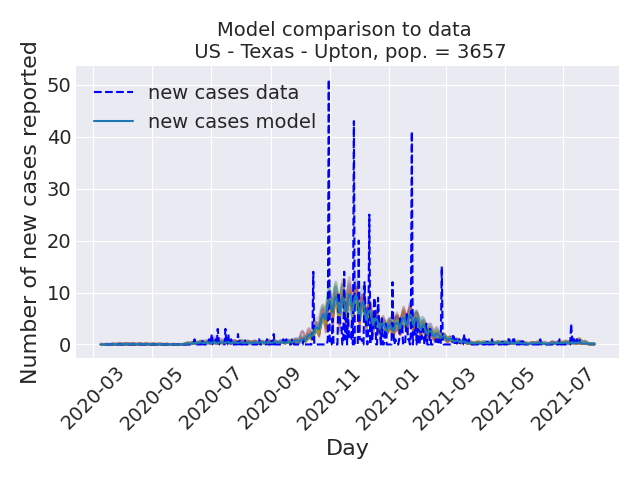 Model comparison to data
US - Texas - Upton, pop. = 3657
Number of new cases reported
50
40
30
20
10
0
new cases data
new cases model
2020-03
2020-05
2020-07
2020-09
2020-11
2021-01
2021-03
2021-05
2021-07
Day